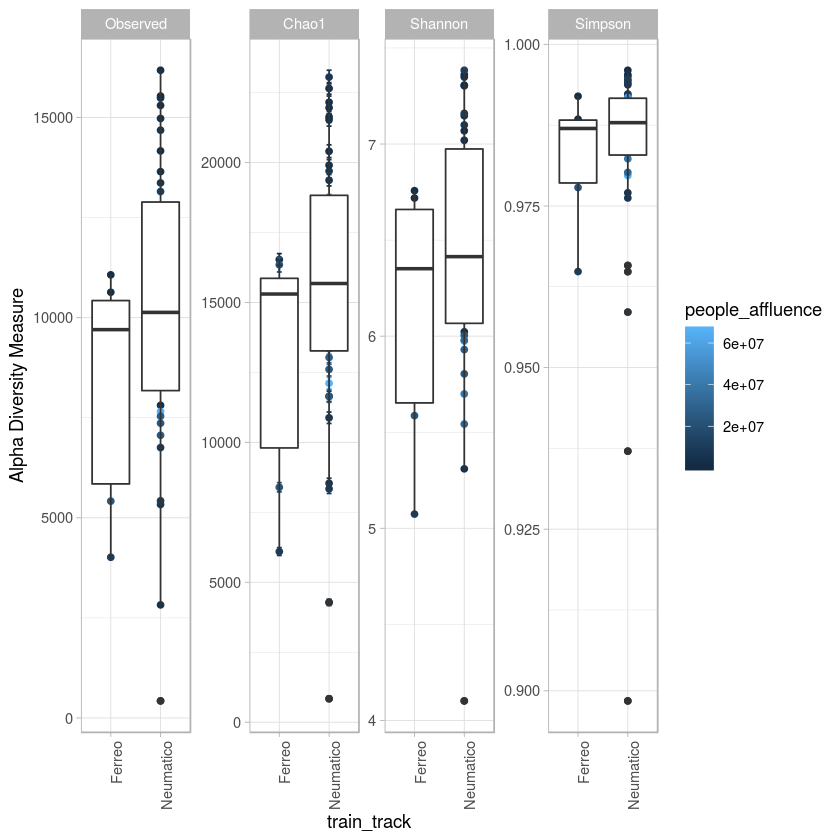 Observed
Chao1
Shannon
Simpson
Alpha Diversity Measure
15000
10000
5000
0
20000
15000
10000
5000
0
7
6
5
4
1.000
0.975
0.950
0.925
0.900
people_affluence
6e+07
4e+07
2e+07
Ferreo
Neumatico
Ferreo
Neumatico
Ferreo
Neumatico
Ferreo
Neumatico
train_track